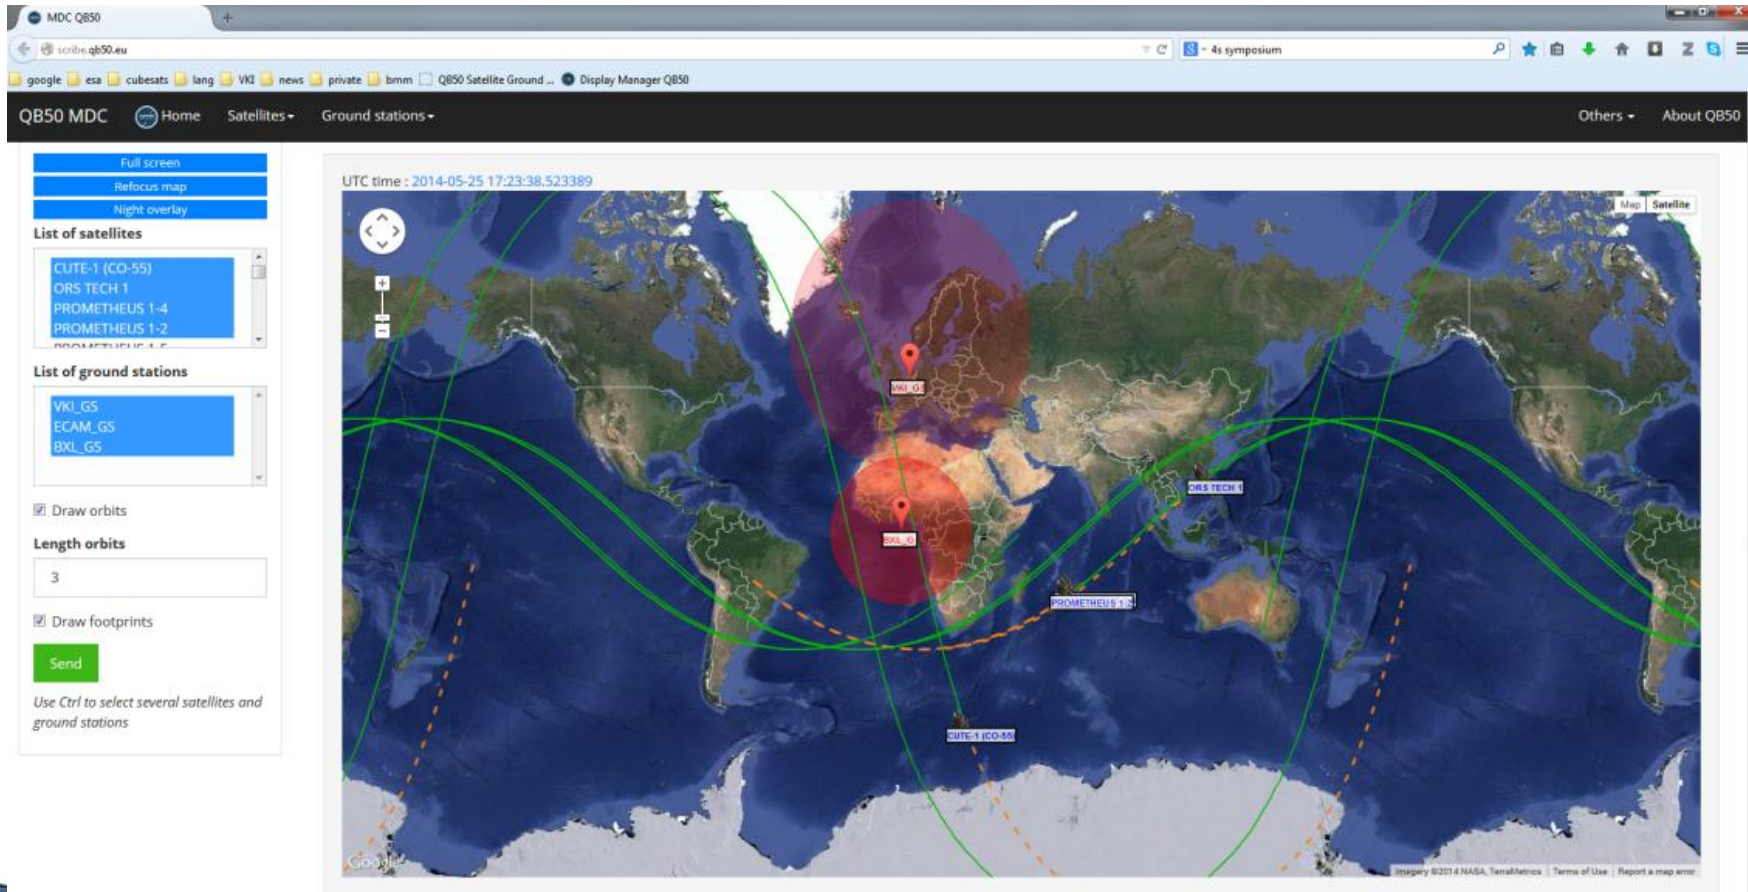 MDC QB50
scribe.qb50.eu
4s symposium
google esa cubesats lang VKI news private bmm QB50 Satellite Ground ... Display Manager QB50
QB50 MDC Home Satellites Ground stations Others About QB50
Full screen
Refocus map
Night overlay
List of satellites
CUTE-1 (CO-55)
ORS TECH 1
PROMETHEUS 1-4
PROMETHEUS 1-2
List of ground stations
VKI_GS
ECAM_GS
BXL_GS
Draw orbits
Length orbits
3
Draw footprints
Send
Use Ctrl to select several satellites and
ground stations
UTC time : 2014-05-25 17:23:38.523389
Map Satellite
VKI_GS
ORS TECH 1
BXL_G
PROMETHEUS 1-2
CUTE-1 (CO-55)
Google
Imagery ©2014 NASA, TerraMetrics Terms of Use Report a map error